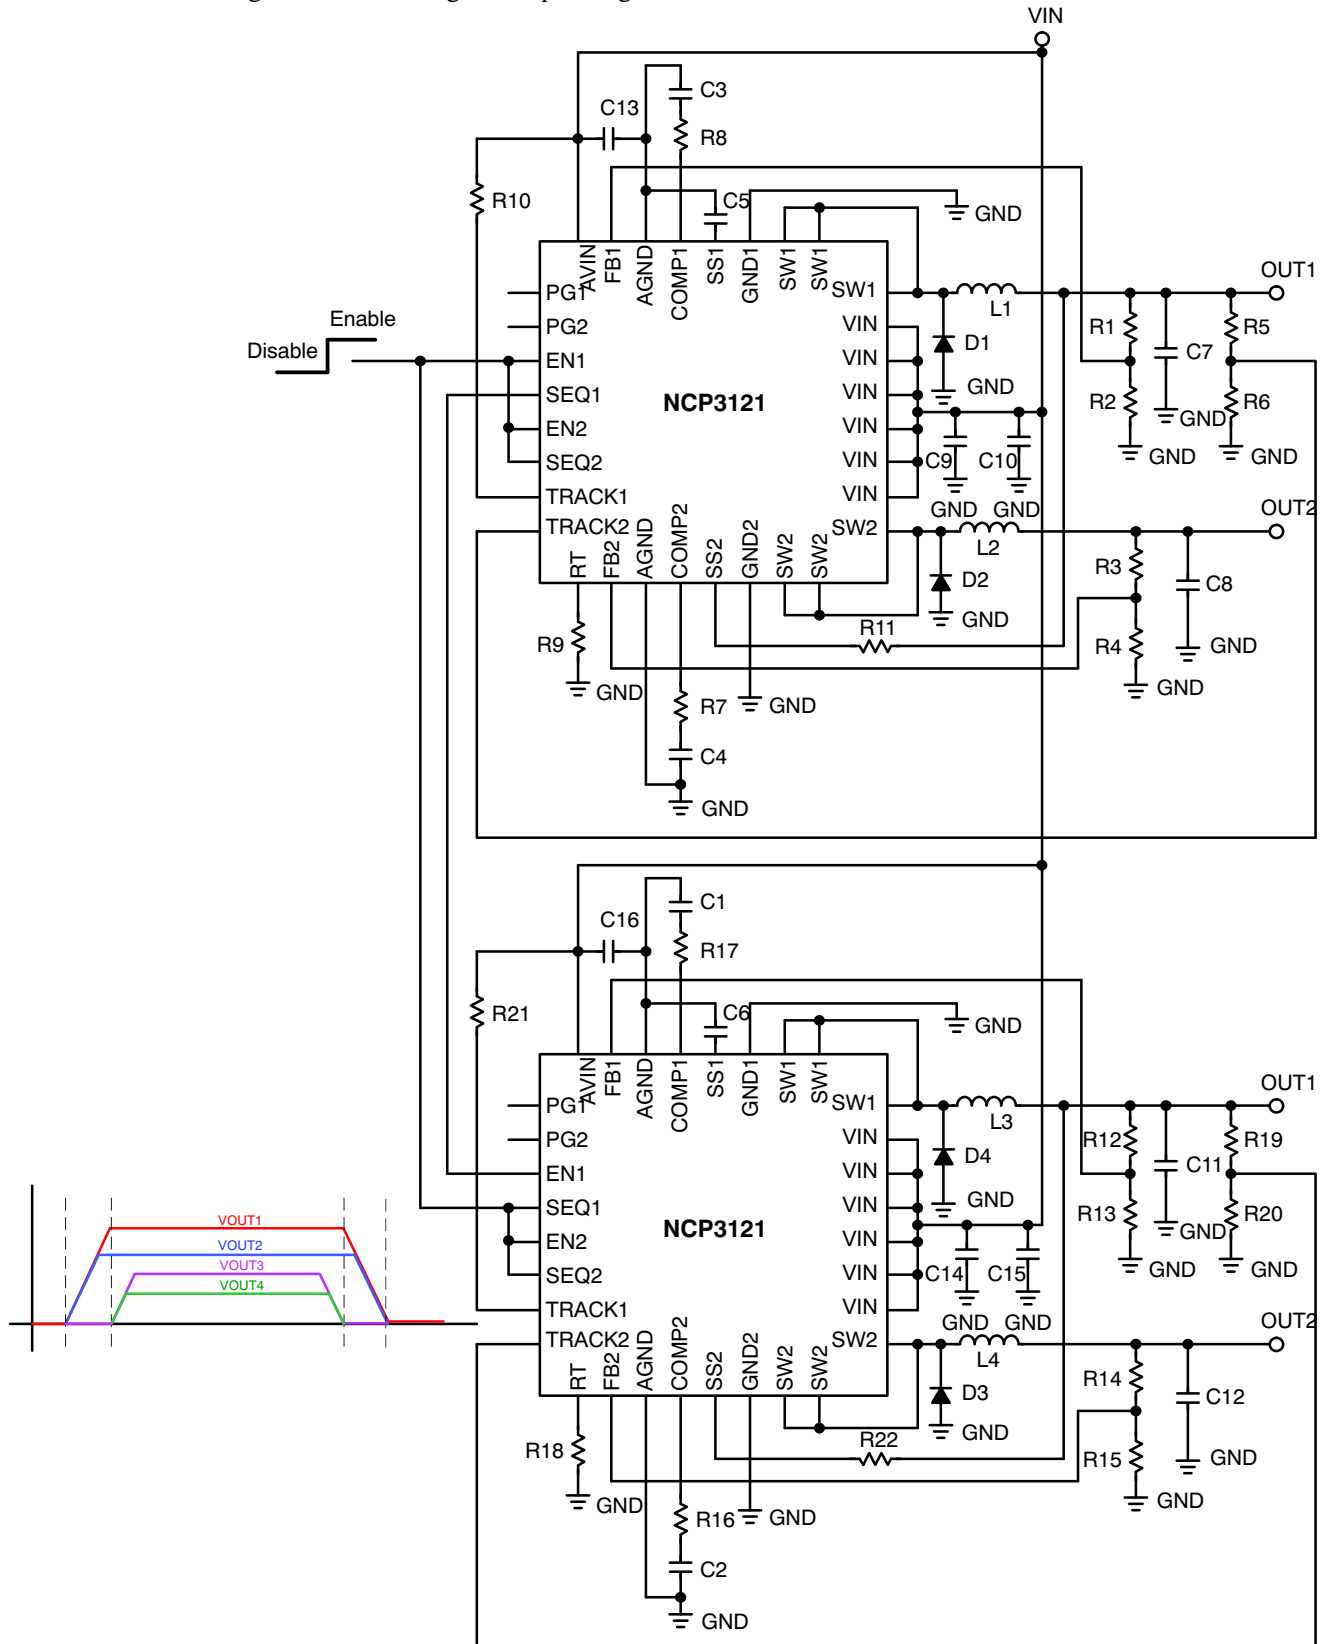 VIN
C3
C13
R8
R10
C5
GND
AVIN
FB1
AGND
COMP1
SS1
GND1
SW1
SW1
OUT1
PG1
SW1
L1
Enable
PG2
VIN
R1
R5
Disable
D1
C7
EN1
VIN
GND
SEQ1
NCP3121
VIN
R2
GND
R6
EN2
VIN
GND
GND
SEQ2
VIN
C9
C10
TRACK1
VIN
GND
GND
OUT2
TRACK2
SW2
L2
RT
FB2
AGND
COMP2
SS2
GND2
SW2
SW2
R3
D2
C8
GND
R9
R11
R4
GND
GND
GND
R7
GND
C4
GND
C1
C16
R17
R21
C6
GND
AVIN
FB1
AGND
COMP1
SS1
GND1
SW1
SW1
OUT1
PG1
SW1
L3
PG2
VIN
R12
R19
D4
C11
EN1
VIN
GND
SEQ1
NCP3121
VIN
R13
GND
R20
VOUT1
EN2
VIN
VOUT2
GND
GND
VOUT3
SEQ2
VIN
C14
C15
VOUT4
TRACK1
VIN
GND
GND
OUT2
TRACK2
SW2
L4
RT
FB2
AGND
COMP2
SS2
GND2
SW2
SW2
R14
D3
C12
GND
R18
R22
R15
GND
GND
GND
R16
GND
C2
GND